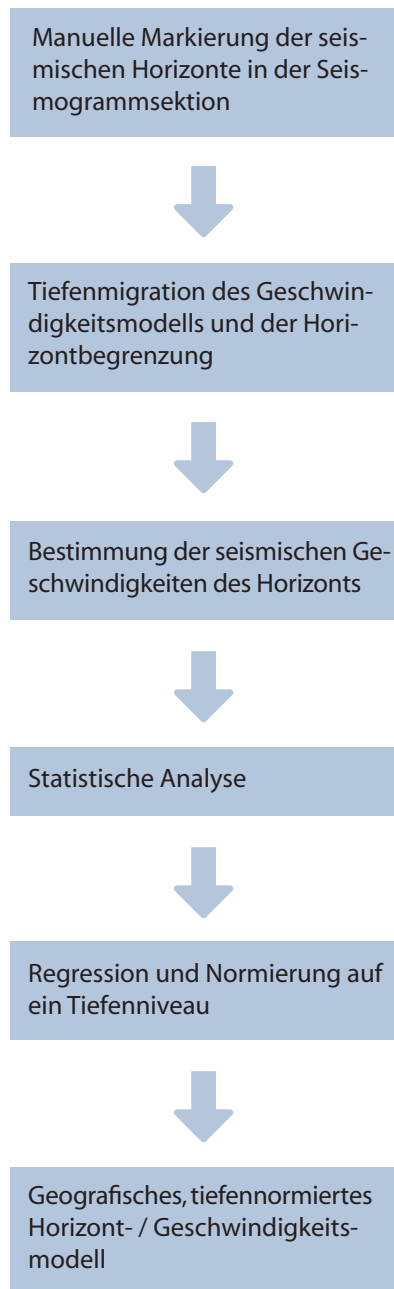 Manuelle Markierung der seis-
mischen Horizonte in der Seis-
mogrammsektion
Tiefenmigration des Geschwin-
digkeitsmodells und der Hori-
zontbegrenzung
Bestimmung der seismischen Ge-
schwindigkeiten des Horizonts
Statistische Analyse
Regression und Normierung auf
ein Tiefenniveau
Geografisches, tiefennormiertes
Horizont- / Geschwindigkeits-
modell